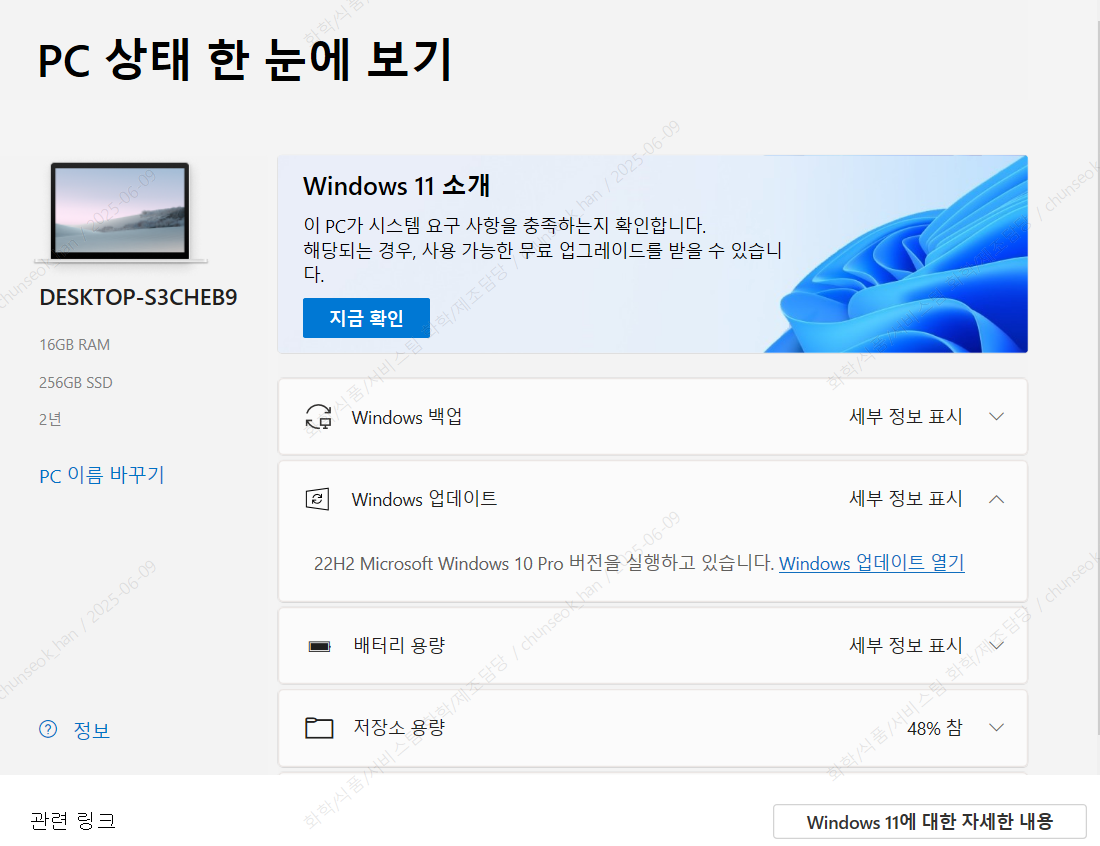 PC 상태 한 눈에 보기
DESKTOP-S3CHEB9
16GB RAM
256GB SSD
2년
PC 이름 바꾸기
정보
Windows 11 소개
이 PC가 시스템 요구 사항을 충족하는지 확인합니다.
해당되는 경우, 사용 가능한 무료 업그레이드를 받을 수 있습니
다.
지금 확인
Windows 백업 세부 정보 표시
Windows 업데이트 세부 정보 표시
22H2 Microsoft Windows 10 Pro 버전을 실행하고 있습니다. Windows 업데이트 열기
배터리 용량 세부 정보 표시
저장소 용량 48% 참
관련 링크
Windows 11에 대한 자세한 내용
화학/식품/서비스팀 화학/제조담당 / chunseok_han / 2025-06-09